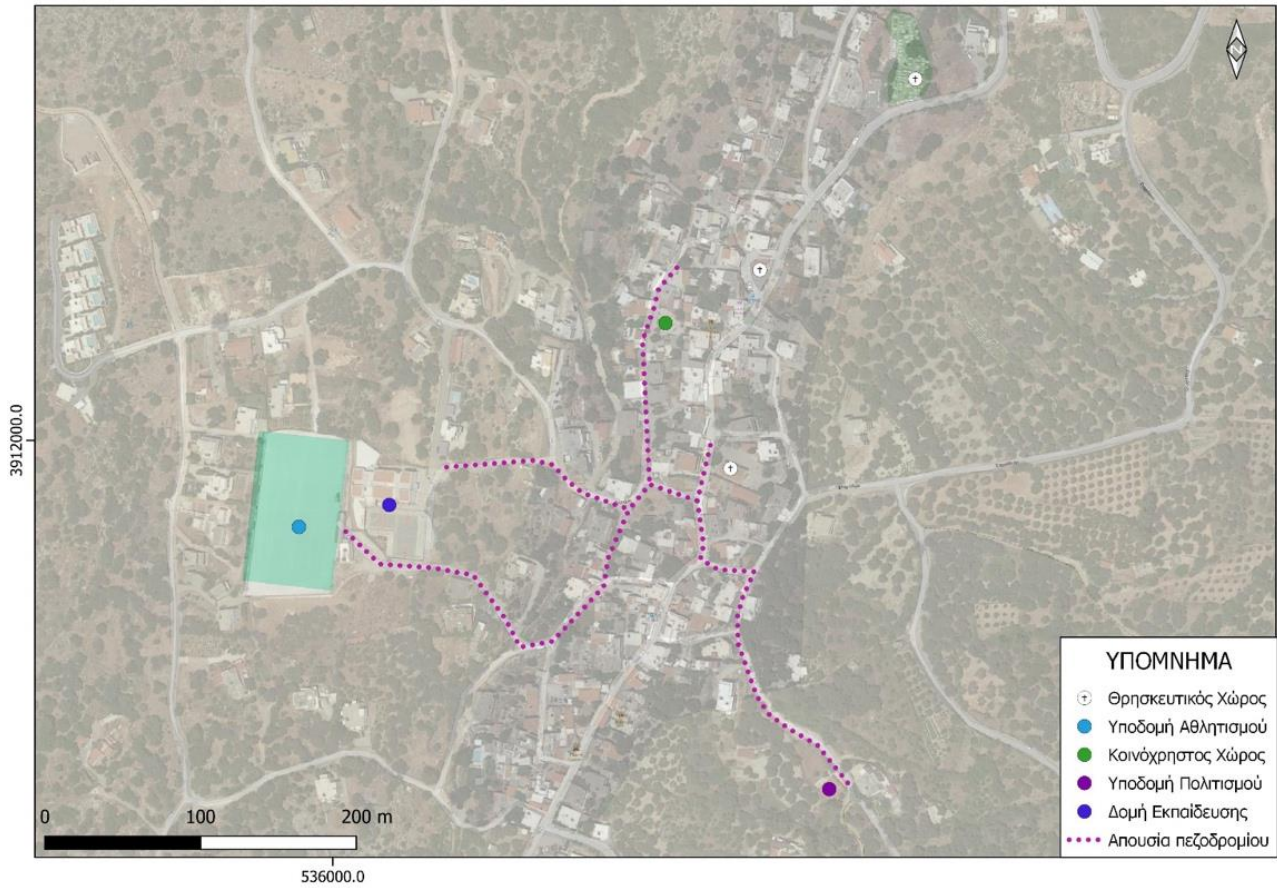 N
3912000.0
ΥΠΟΜΝΗΜΑ
Θρησκευτικός Χώρος
Υποδομή Αθλητισμού
Κοινόχρηστος Χώρος
Υποδομή Πολιτισμού
Δομή Εκπαίδευσης
Απουσία πεζοδρομίου
0 100 200 m
536000.0